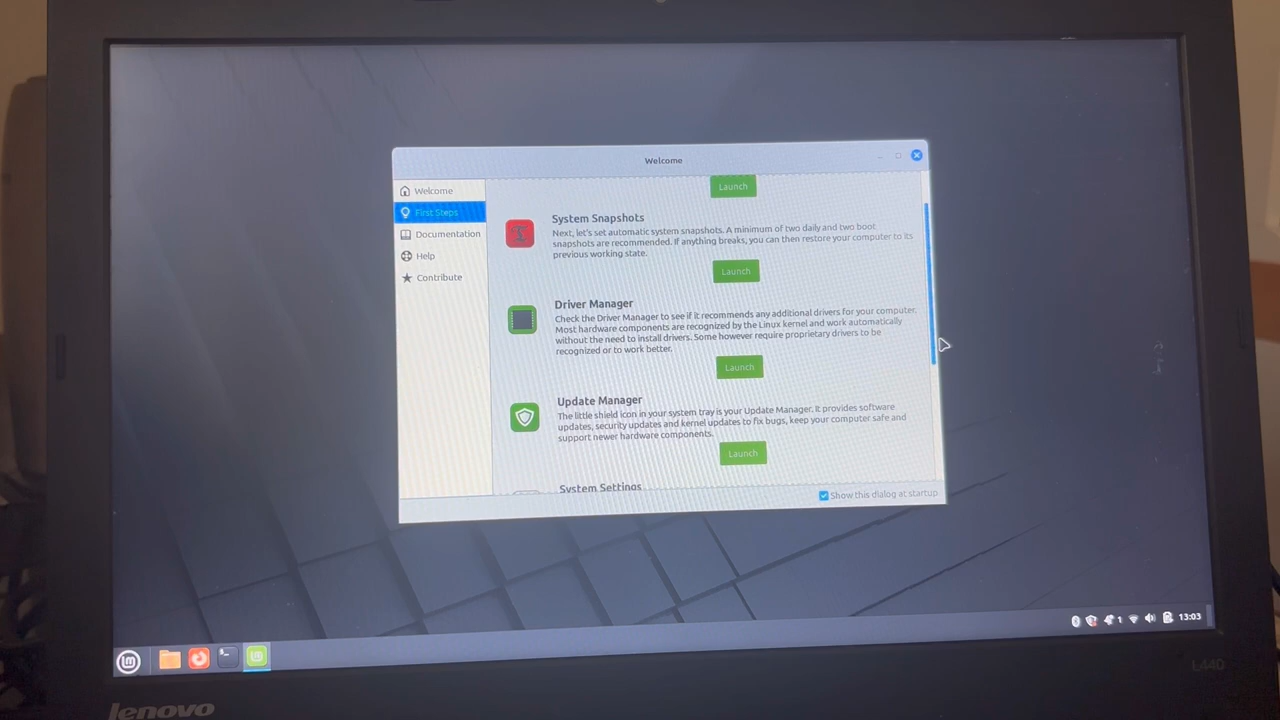 Welcome
Welcome
First Steps
Documentation
Help
Contribute
Launch
System Snapshots
Next, let's set automatic system snapshots. A minimum of two daily and two boot
snapshots are recommended. If anything breaks, you can then restore your computer to its
previous working state.
Launch
Driver Manager
Check the Driver Manager to see if it recommends any additional drivers for your computer.
Most hardware components are recognized by the Linux kernel and work automatically
without the need to install drivers. Some however require proprietary drivers to be
recognized or to work better.
Launch
Update Manager
The little shield icon in your system tray is your Update Manager. It provides software
updates, security updates and kernel updates to fix bugs, keep your computer safe and
support newer hardware components.
Launch
System Settings
Show this dialog at startup
1
13:03
L440
lenovo